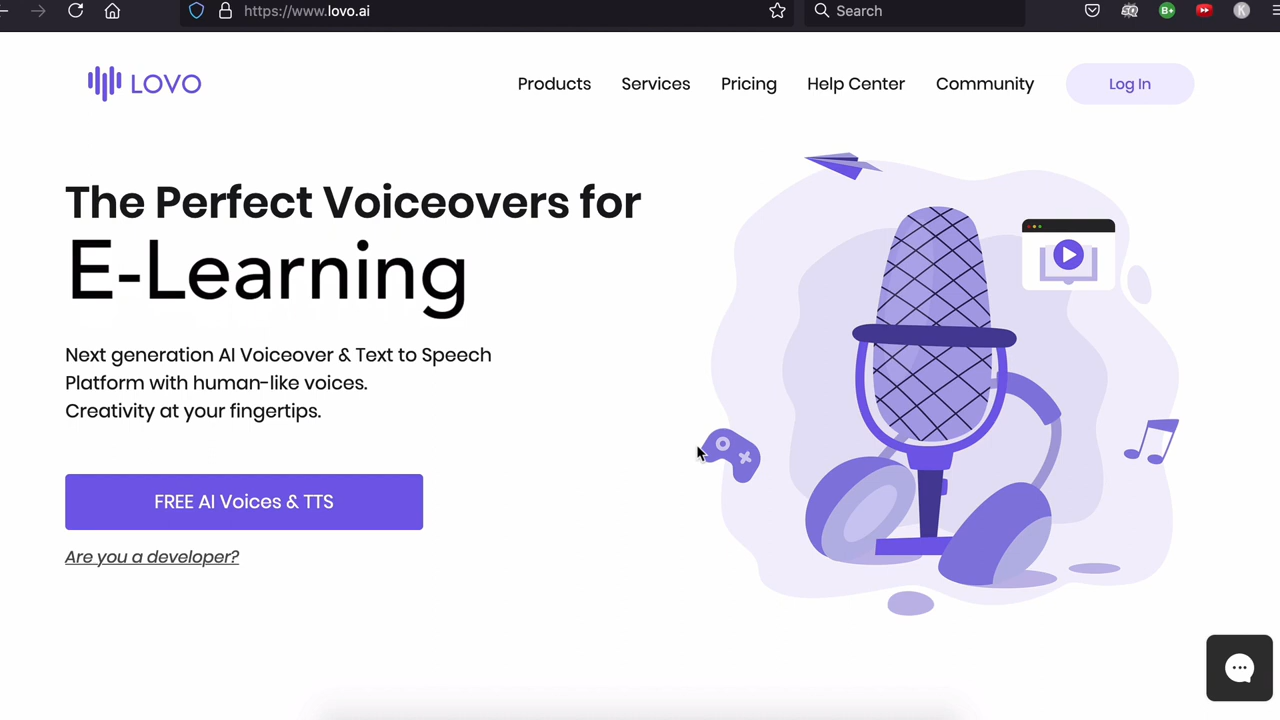 https://www.lovo.ai
Search
LOVO
Products
Services
Pricing
Help Center
Community
Log In
The Perfect Voiceovers for
E-Learning
Next generation AI Voiceover & Text to Speech
Platform with human-like voices.
Creativity at your fingertips.
FREE AI Voices & TTS
Are you a developer?